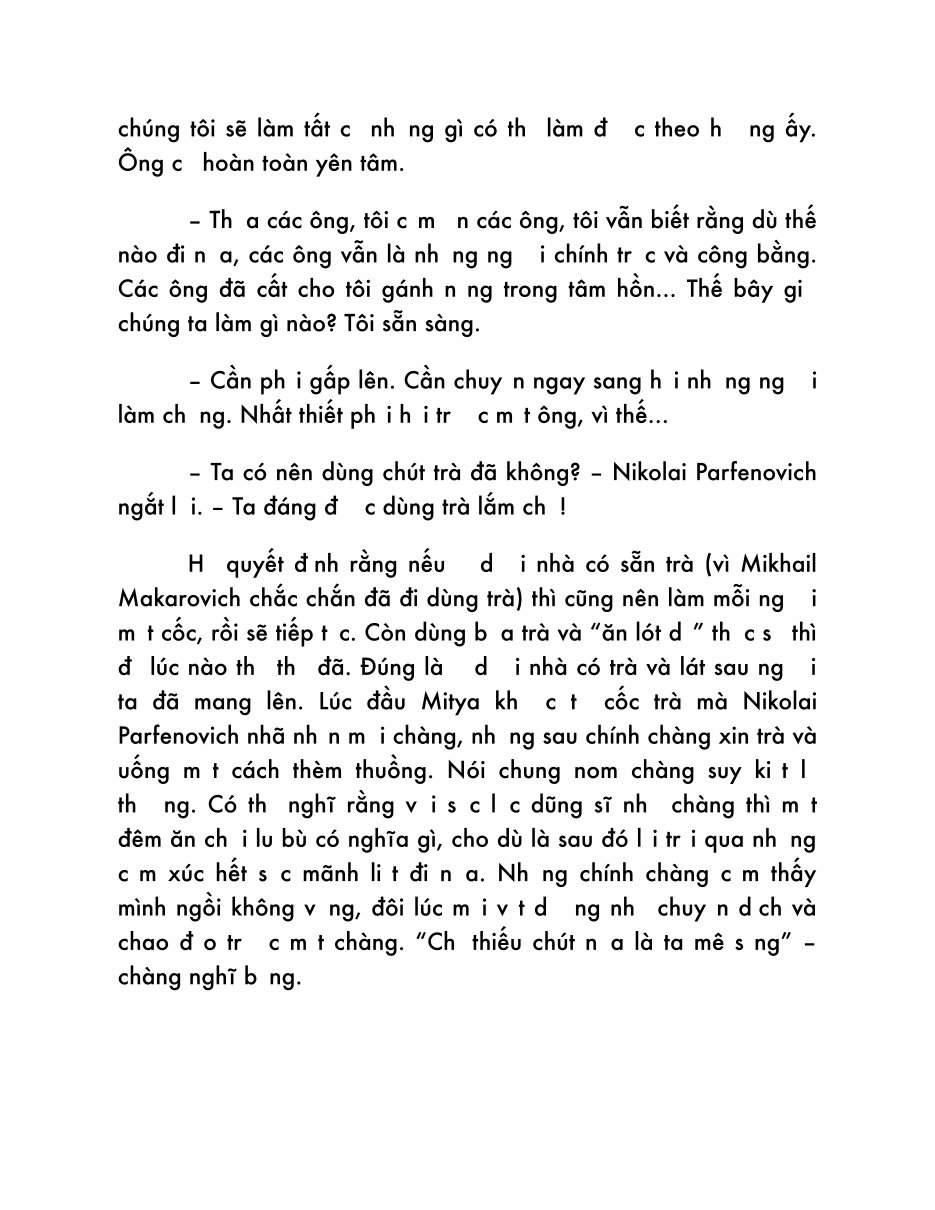 chúng tôi sẽ làm tất c nh ng gì có th làm đ c theo h ng ấy.
Ông c hoàn toàn yên tâm.
– Th a các ông, tôi c m n các ông, tôi vẫn biết rằng dù thế
nào đi n a, các ông vẫn là nh ng ng i chính tr c và công bằng.
Các ông đã cất cho tôi gánh n ng trong tâm hồn... Thế bây gi
chúng ta làm gì nào? Tôi sẵn sàng.
– Cần ph i gấp lên. Cần chuy n ngay sang h i nh ng ng i
làm ch ng. Nhất thiết ph i h i tr c m t ông, vì thế...
– Ta có nên dùng chút trà đã không? – Nikolai Parfenovich
ngắt l i. – Ta đáng đ c dùng trà lắm ch !
H quyết đ nh rằng nếu d i nhà có sẵn trà (vì Mikhail
Makarovich chắc chắn đã đi dùng trà) thì cũng nên làm mỗi ng i
m t cốc, rồi sẽ tiếp t c. Còn dùng b a trà và “ăn lót d ” th c s thì
đ lúc nào th th đã. Đúng là d i nhà có trà và lát sau ng i
ta đã mang lên. Lúc đầu Mitya kh c t cốc trà mà Nikolai
Parfenovich nhã nh n m i chàng, nh ng sau chính chàng xin trà và
uống m t cách thèm thuồng. Nói chung nom chàng suy ki t l
th ng. Có th nghĩ rằng v i s c l c dũng sĩ nh chàng thì m t
đêm ăn ch i lu bù có nghĩa gì, cho dù là sau đó l i tr i qua nh ng
c m xúc hết s c mãnh li t đi n a. Nh ng chính chàng c m thấy
mình ngồi không v ng, đôi lúc m i v t d ng nh chuy n d ch và
chao đ o tr c m t chàng. “Ch thiếu chút n a là ta mê s ng” –
chàng nghĩ b ng.